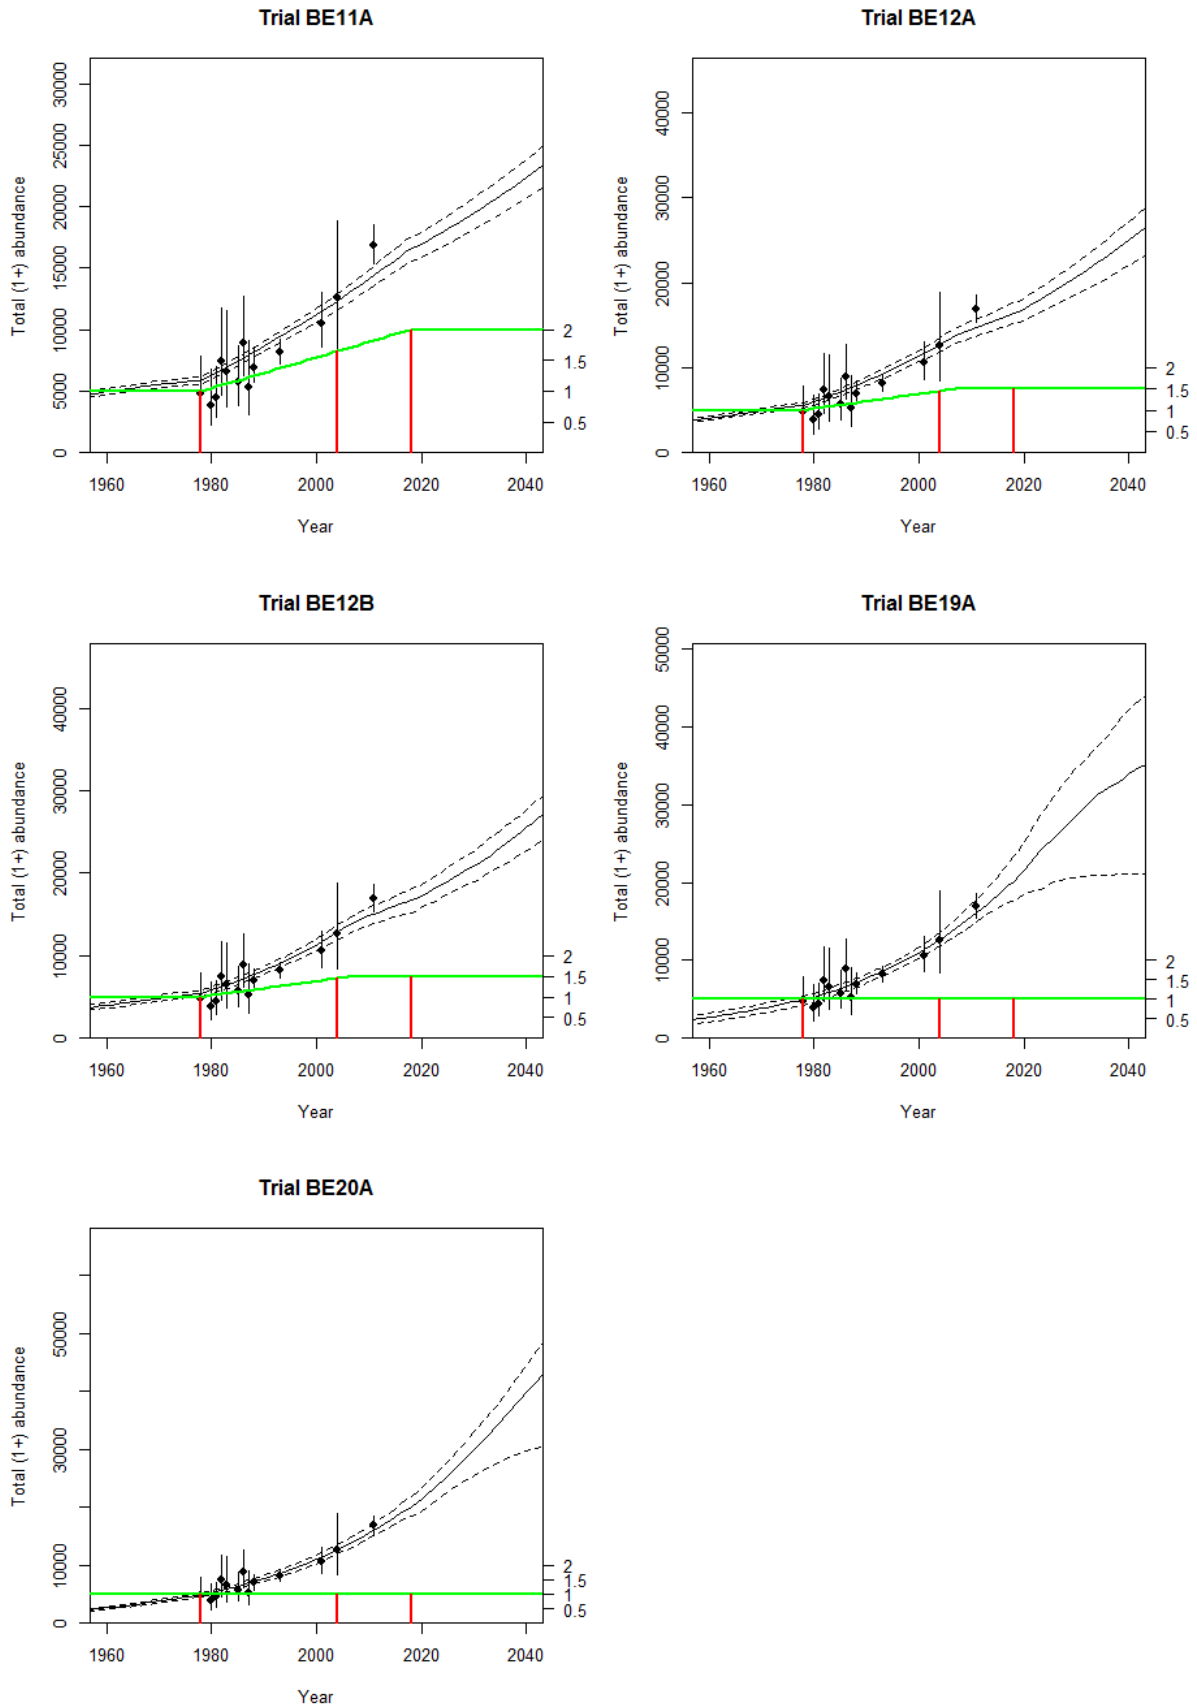 Trial BE11A
Total (1+) abundance
30000
25000
20000
15000
10000
5000
0
2
1.5
1
0.5
1960 1980 2000 2020 2040
Year
Trial BE12A
Total (1+) abundance
40000
30000
20000
10000
0
2
1.5
1
0.5
1960 1980 2000 2020 2040
Year
Trial BE12B
Total (1+) abundance
40000
30000
20000
10000
0
2
1.5
1
0.5
1960 1980 2000 2020 2040
Year
Trial BE19A
Total (1+) abundance
50000
40000
30000
20000
10000
0
2
1.5
1
0.5
1960 1980 2000 2020 2040
Year
Trial BE20A
Total (1+) abundance
50000
30000
10000
0
2
1.5
1
0.5
1960 1980 2000 2020 2040
Year